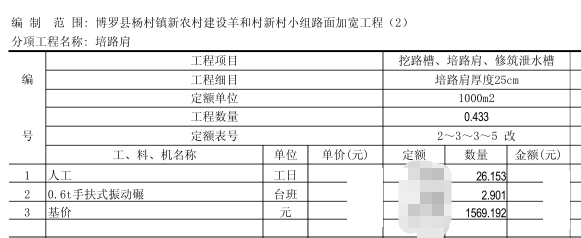 编 制 范 围: 博罗县杨村镇新农村建设羊和村新村小组路面加宽工程（2）
分项工程名称: 培路肩
编号 工程项目 挖路槽、培路肩、修筑泄水槽
工程细目 培路肩厚度25cm
定额单位 1000m2
工程数量 0.433
定额表号 2～3～3～5 改
工、料、机名称 单位 单价(元) 定额 数量 金额(元)
1 人工 工日 26.153
2 0.6t手扶式振动碾 台班 2.901
3 基价 元 1569.192